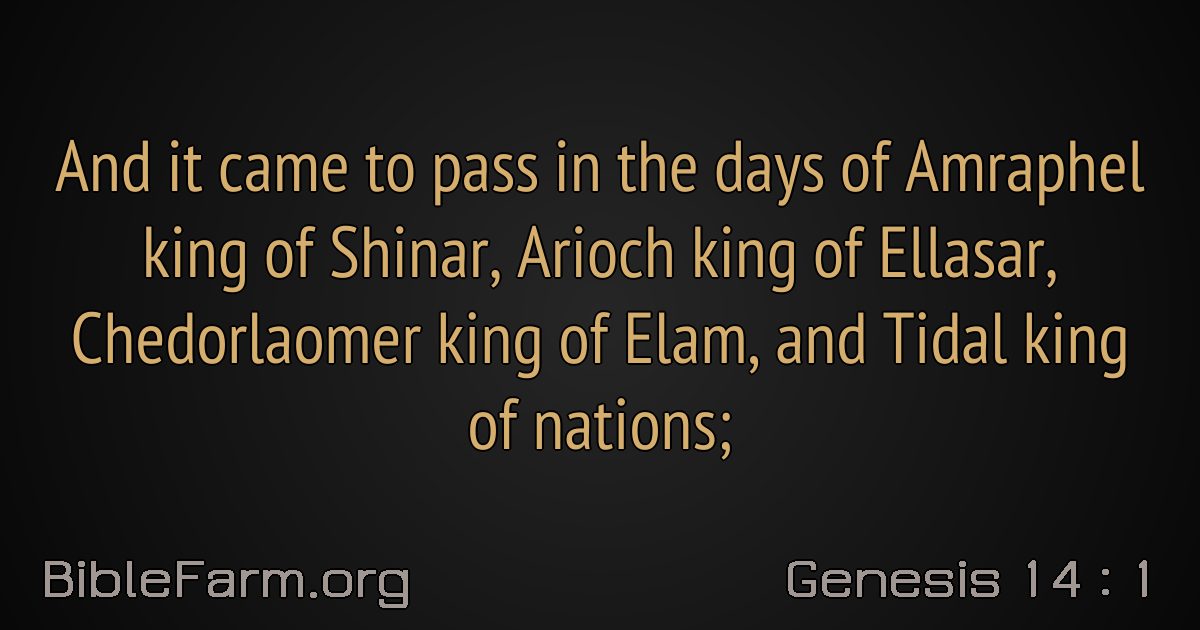 And it came to pass in the days of Amraphel
king of Shinar, Arioch king of Ellasar,
Chedorlaomer king of Elam, and Tidal king
of nations;
BibleFarm.org
Genesis 14 : 1